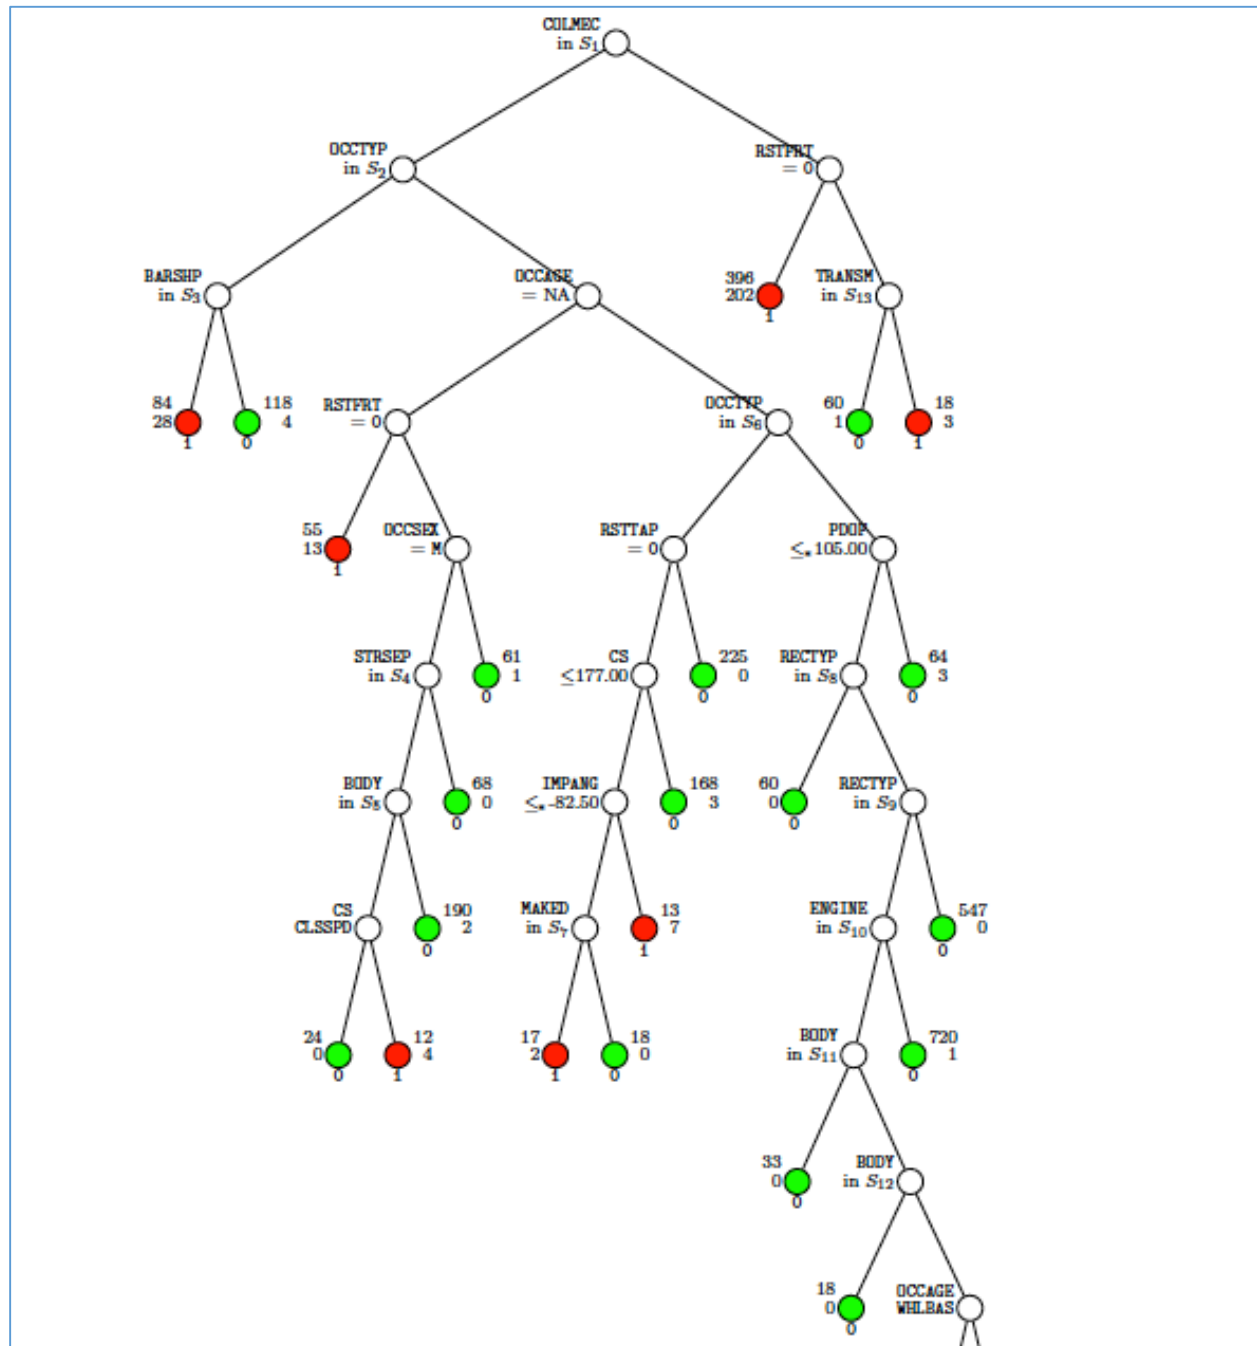 COLMEC
in S1
OCCTYP
in S2
RSTFRT
= 0
BARSHP
in S3
OCCAGE
= NA
396
202
1
TRANSM
in S13
84
28
1
118
4
0
RSTFRT
= 0
OCCTYP
in S6
60
1
0
18
3
1
55
13
1
OCCSEX
= M
RSTTAP
= 0
PDOF
≤* 105.00
STRSEP
in S4
61
1
0
CS
≤177.00
225
0
0
RECTYP
in S8
64
3
0
BODY
in S5
68
0
0
IMPANG
≤* -82.50
168
3
0
60
0
0
RECTYP
in S9
CS
CLSSPD
190
2
0
MAKED
in S7
13
7
1
ENGINE
in S10
547
0
0
24
0
0
12
4
1
17
2
1
18
0
0
BODY
in S11
720
1
0
33
0
0
BODY
in S12
18
0
0
OCCAGE
WHLBAS